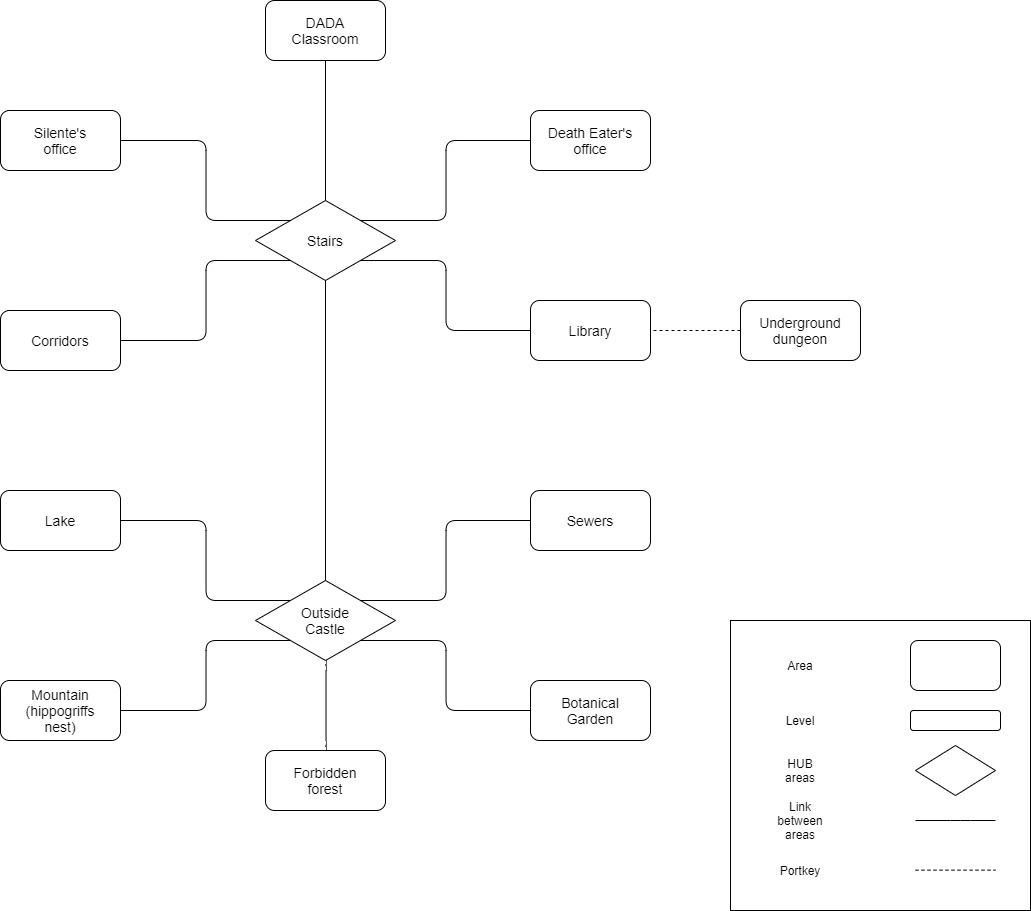 DADA
Classroom
Silente's
office
Death Eater's
office
Stairs
Corridors
Library
Underground
dungeon
Lake
Sewers
Outside
Castle
Mountain
(hippogriffs
nest)
Botanical
Garden
Forbidden
forest
Area
Level
HUB
areas
Link
between
areas
Portkey